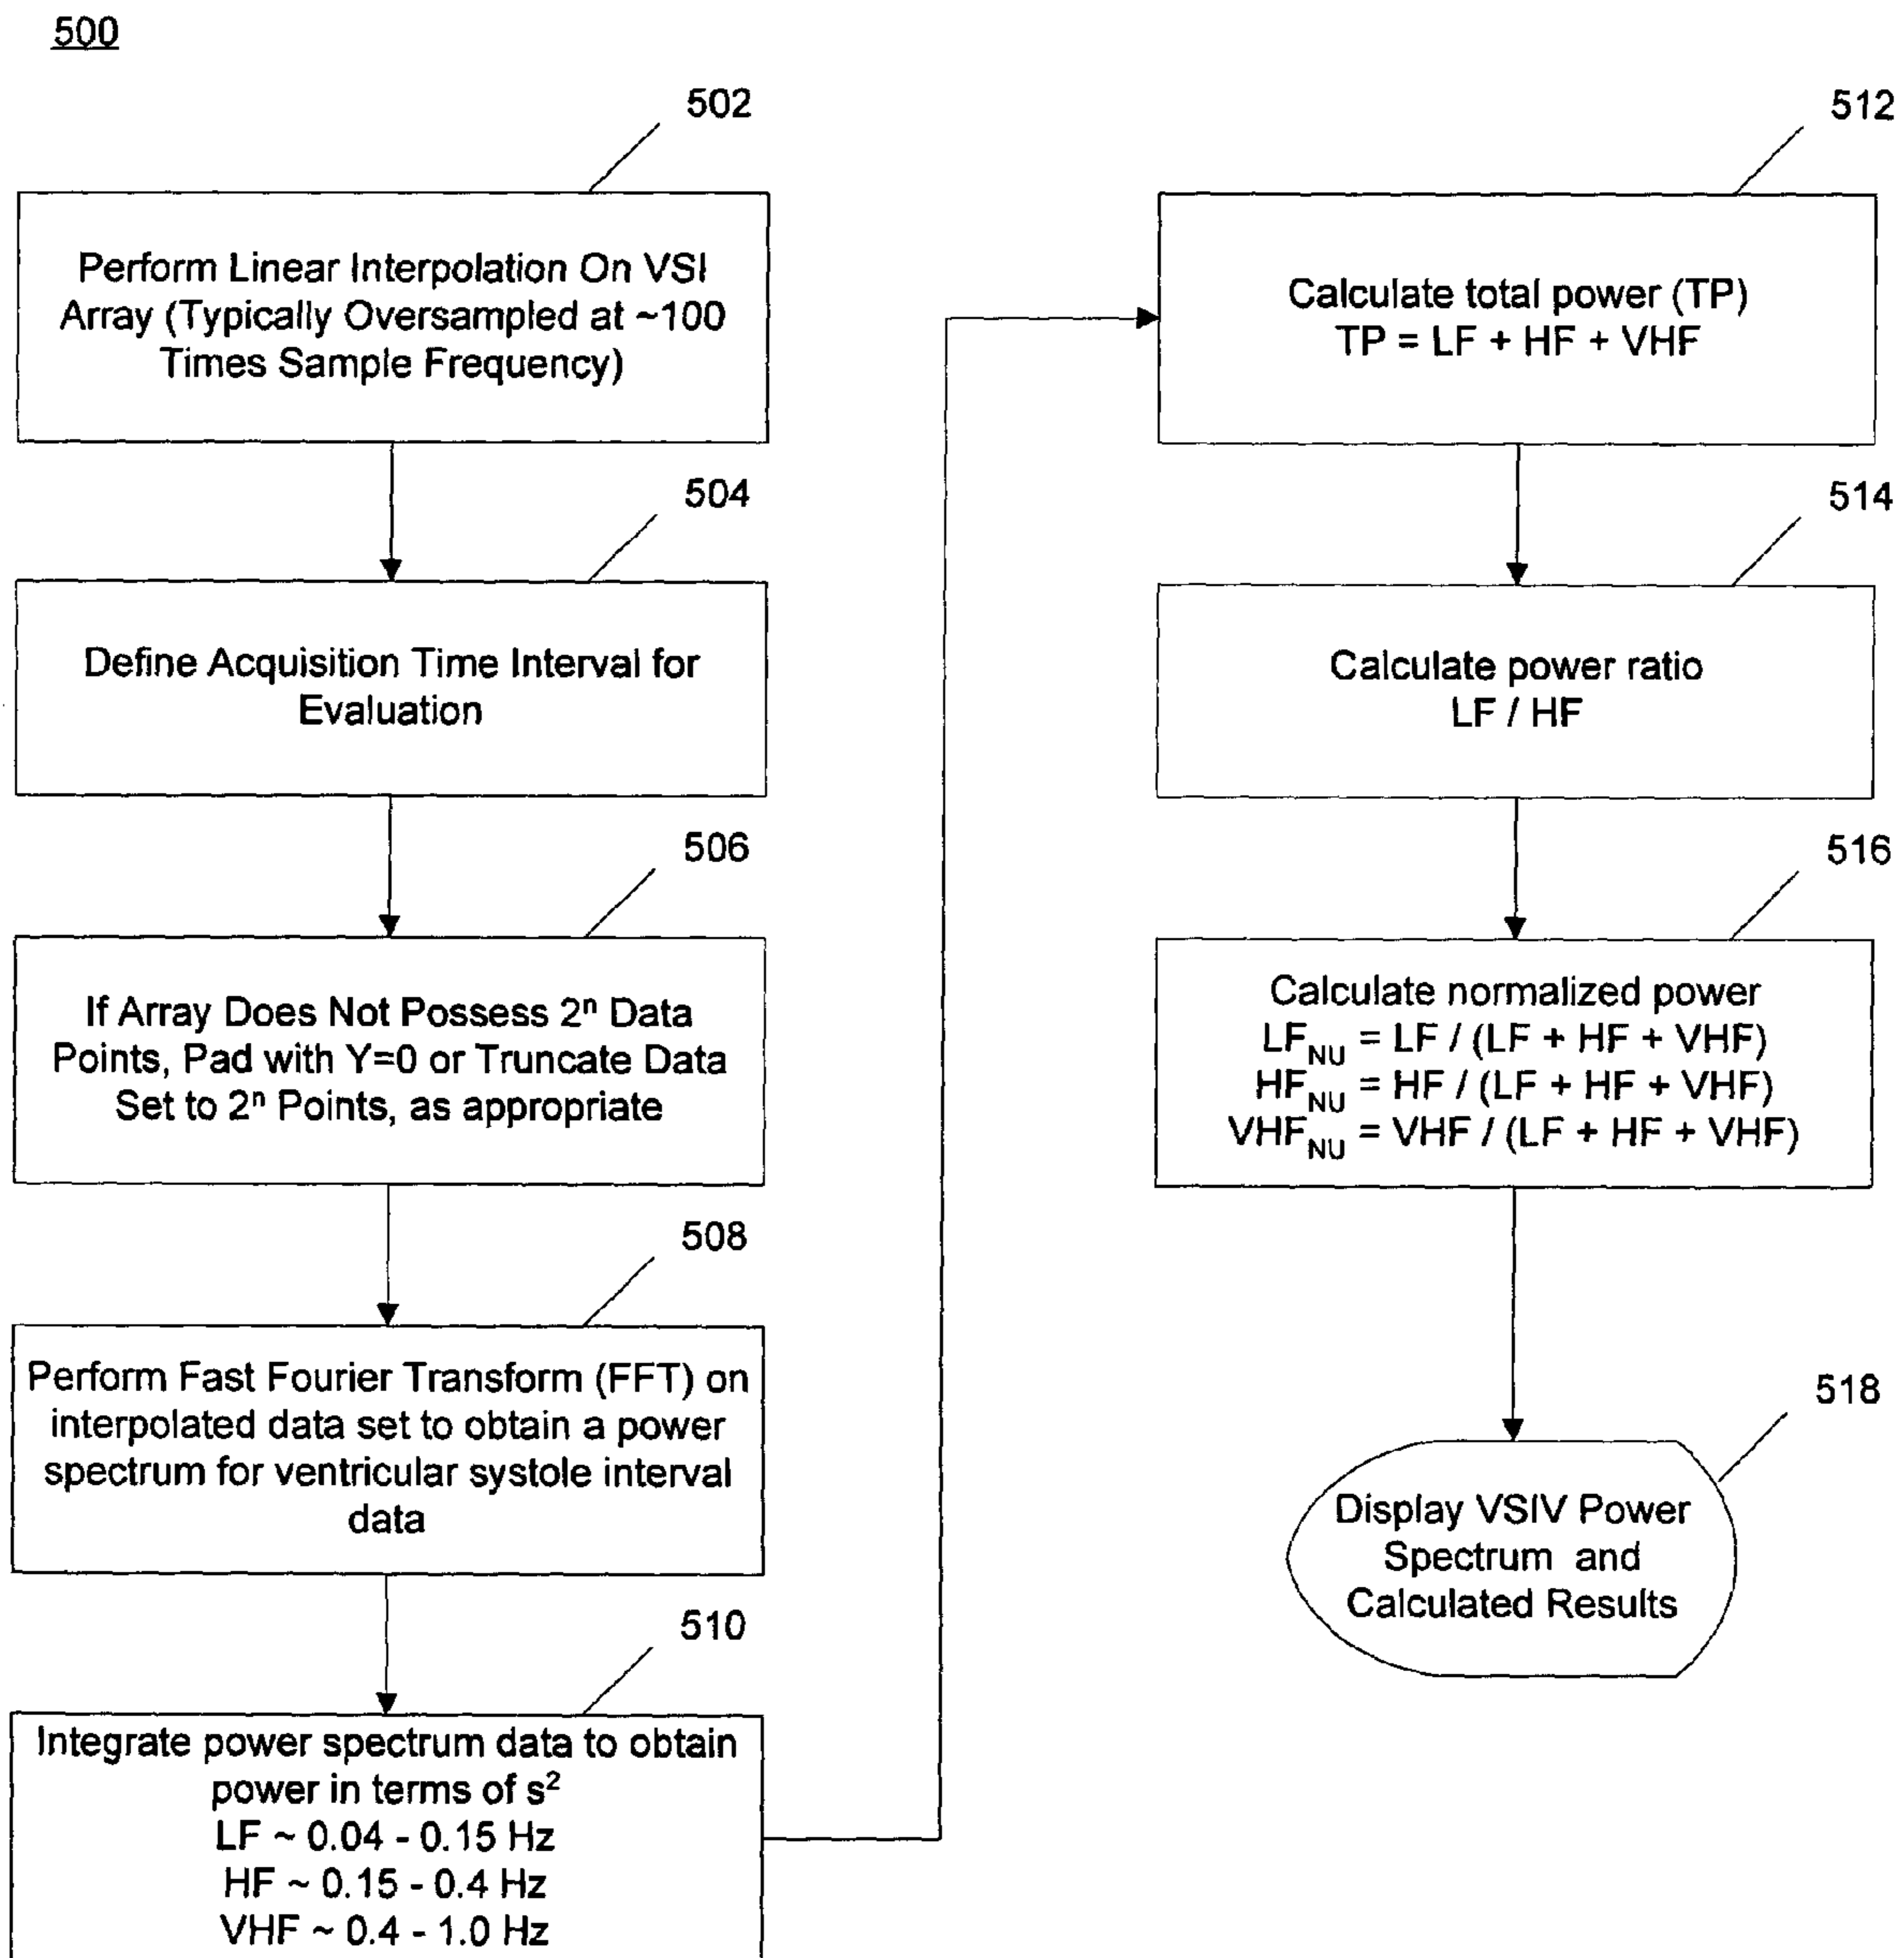 500
502
Perform Linear Interpolation On VSI
Array (Typically Oversampled at ~100
Times Sample Frequency)
504
Define Acquisition Time Interval for
Evaluation
506
If Array Does Not Possess 2ⁿ Data
Points, Pad with Y=0 or Truncate Data
Set to 2ⁿ Points, as appropriate
508
Perform Fast Fourier Transform (FFT) on
interpolated data set to obtain a power
spectrum for ventricular systole interval
data
510
Integrate power spectrum data to obtain
power in terms of s²
LF ~ 0.04 - 0.15 Hz
HF ~ 0.15 - 0.4 Hz
VHF ~ 0.4 - 1.0 Hz
512
Calculate total power (TP)
TP = LF + HF + VHF
514
Calculate power ratio
LF / HF
516
Calculate normalized power
LF_NU = LF / (LF + HF + VHF)
HF_NU = HF / (LF + HF + VHF)
VHF_NU = VHF / (LF + HF + VHF)
518
Display VSIV Power
Spectrum and
Calculated Results